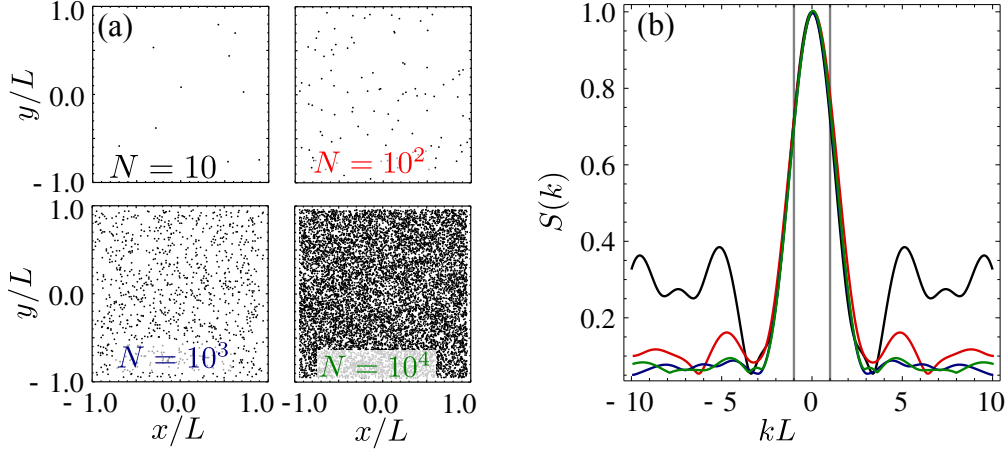 (a)
1.0
0.0
- 1.0
y/L
N = 10
N = 10²
1.0
0.0
- 1.0
y/L
N = 10³
N = 10⁴
- 1.0 0.0 1.0
- 1.0 0.0 1.0
x/L
x/L
(b)
1.0
0.8
0.6
0.4
0.2
S(k)
- 10 - 5 0 5 10
kL